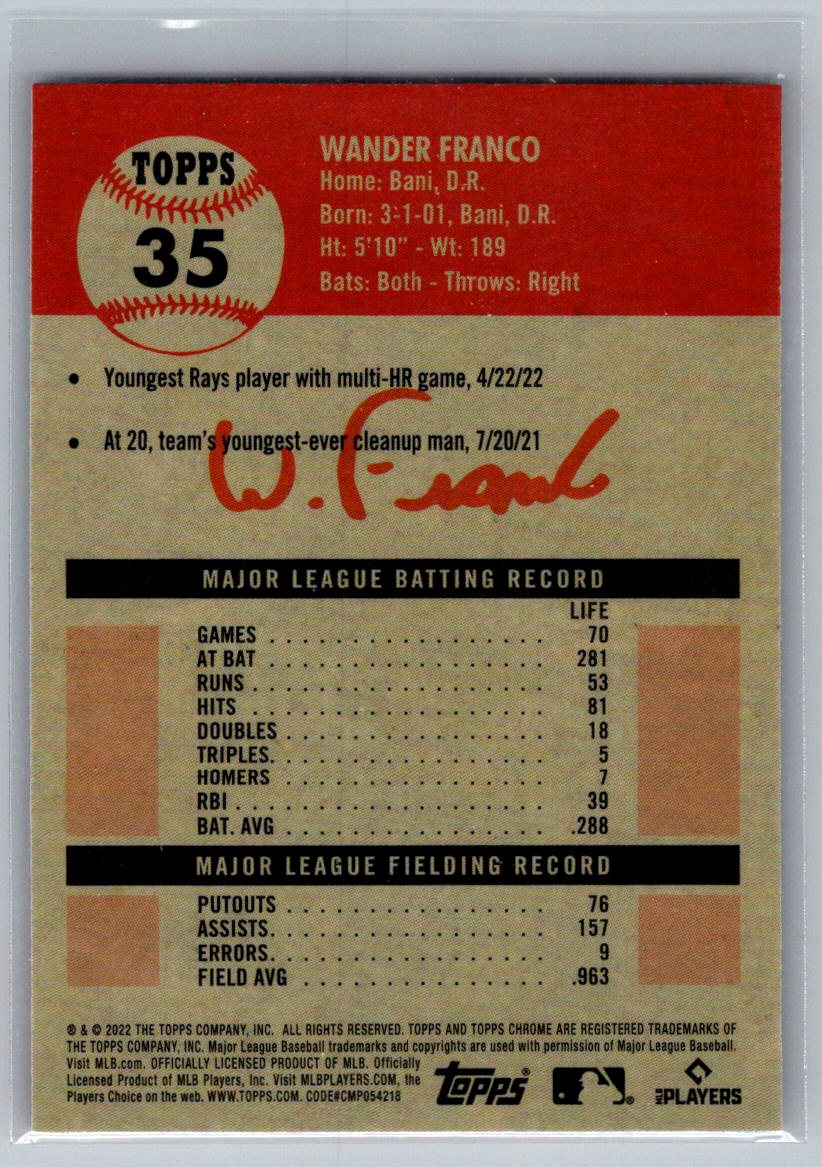 TOPPS
35
WANDER FRANCO
Home: Bani, D.R.
Born: 3-1-01, Bani, D.R.
Ht: 5'10" - Wt: 189
Bats: Both - Throws: Right
• Youngest Rays player with multi-HR game, 4/22/22
• At 20, team's youngest-ever cleanup man, 7/20/21
W. Franco
MAJOR LEAGUE BATTING RECORD
LIFE
GAMES . . . . . . . . . . . . . . . . . 70
AT BAT . . . . . . . . . . . . . . . . . 281
RUNS . . . . . . . . . . . . . . . . . . 53
HITS . . . . . . . . . . . . . . . . . . 81
DOUBLES . . . . . . . . . . . . . . . . 18
TRIPLES. . . . . . . . . . . . . . . . . 5
HOMERS . . . . . . . . . . . . . . . . 7
RBI . . . . . . . . . . . . . . . . . . . 39
BAT. AVG . . . . . . . . . . . . . . . . .288
MAJOR LEAGUE FIELDING RECORD
PUTOUTS . . . . . . . . . . . . . . . . 76
ASSISTS. . . . . . . . . . . . . . . . . 157
ERRORS. . . . . . . . . . . . . . . . . 9
FIELD AVG . . . . . . . . . . . . . . . .963
® & © 2022 THE TOPPS COMPANY, INC. ALL RIGHTS RESERVED. TOPPS AND TOPPS CHROME ARE REGISTERED TRADEMARKS OF
THE TOPPS COMPANY, INC. Major League Baseball trademarks and copyrights are used with permission of Major League Baseball.
Visit MLB.com. OFFICIALLY LICENSED PRODUCT OF MLB. Officially
Licensed Product of MLB Players, Inc. Visit MLBPLAYERS.COM, the
Players Choice on the web. WWW.TOPPS.COM. CODE#CMP054218
topps®
®
MLB PLAYERS